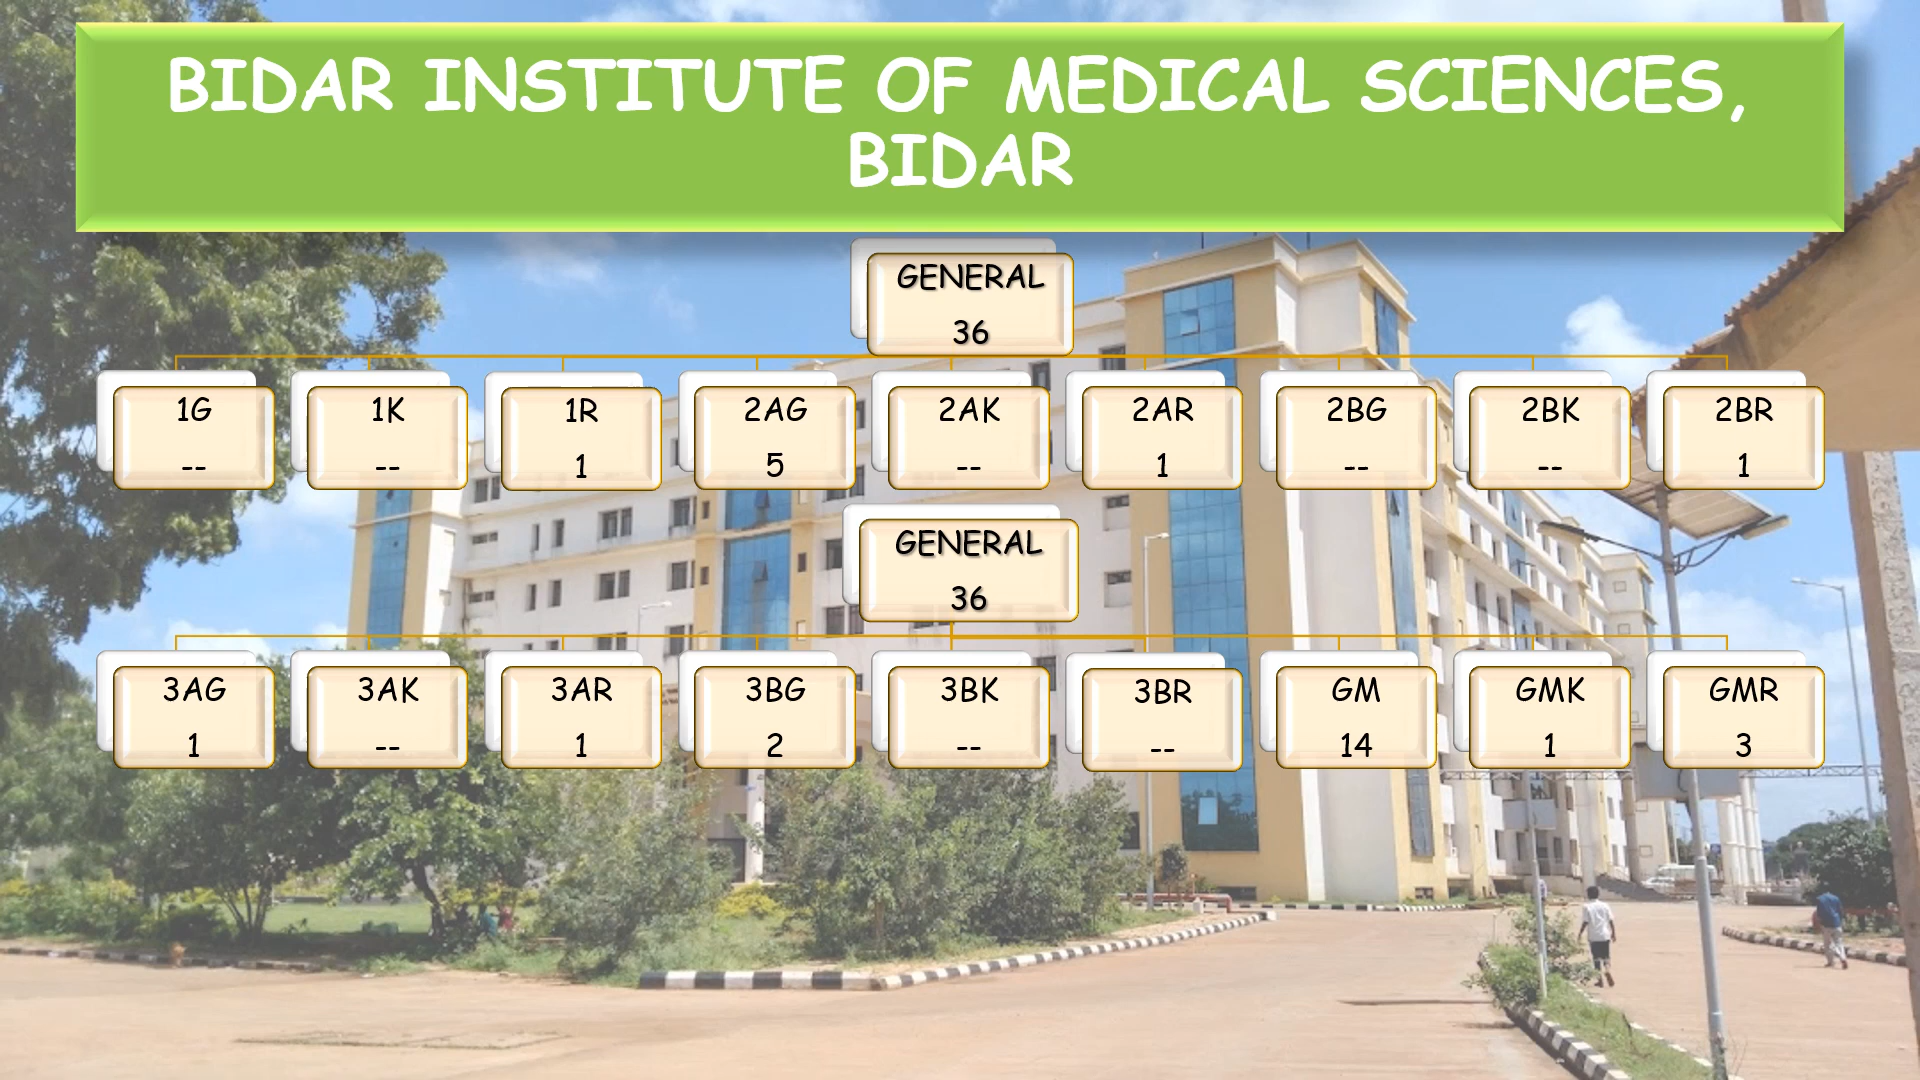 BIDAR INSTITUTE OF MEDICAL SCIENCES,
BIDAR
GENERAL
36
1G
--
1K
--
1R
1
2AG
5
2AK
--
2AR
1
2BG
--
2BK
--
2BR
1
GENERAL
36
3AG
1
3AK
--
3AR
1
3BG
2
3BK
--
3BR
--
GM
14
GMK
1
GMR
3